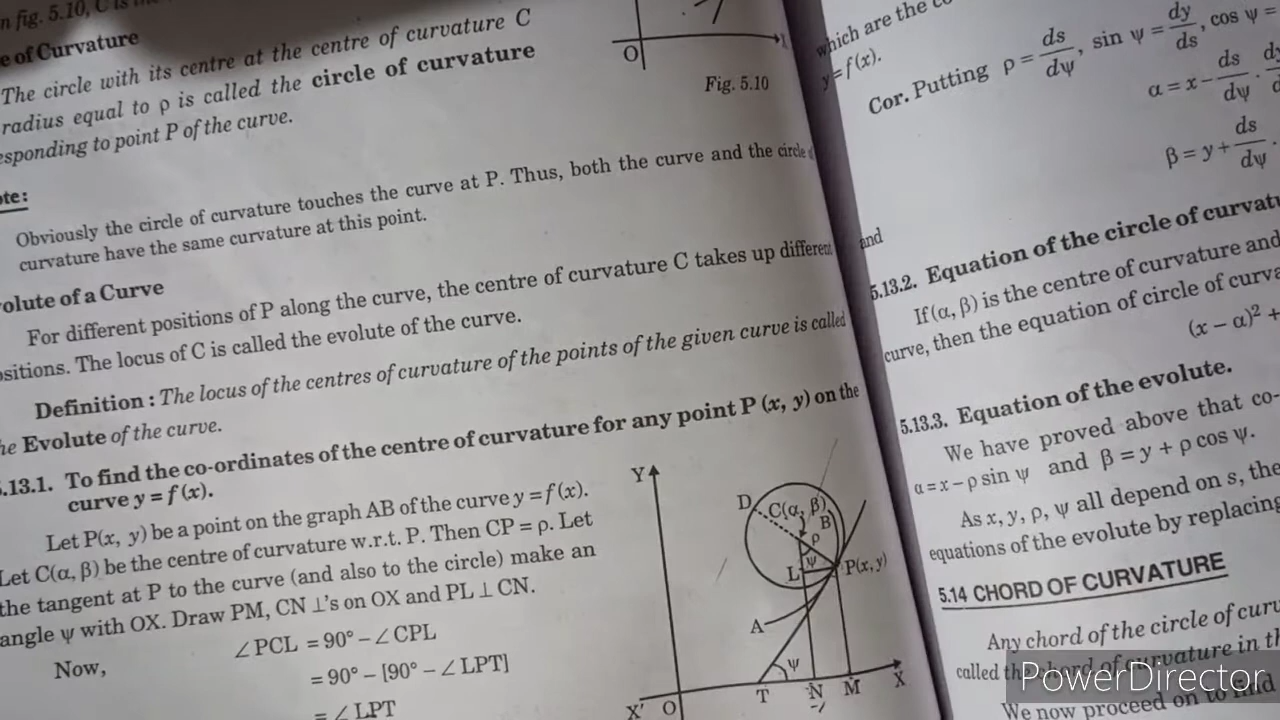 n fig. 5.10, C is
e of Curvature
The circle with its centre at the centre of curvature C
radius equal to ρ is called the circle of curvature
esponding to point P of the curve.
O
Fig. 5.10
ote:
Obviously the circle of curvature touches the curve at P. Thus, both the curve and the circle
curvature have the same curvature at this point.
volute of a Curve
For different positions of P along the curve, the centre of curvature C takes up different
ositions. The locus of C is called the evolute of the curve.
Definition : The locus of the centres of curvature of the points of the given curve is called
he Evolute of the curve.
5.13.1. To find the co-ordinates of the centre of curvature for any point P (x, y) on the
curve y = f (x).
Let P(x, y) be a point on the graph AB of the curve y = f(x).
Let C(α, β) be the centre of curvature w.r.t. P. Then CP = ρ. Let
the tangent at P to the curve (and also to the circle) make an
angle ψ with OX. Draw PM, CN ⊥'s on OX and PL ⊥ CN.
Now, ∠PCL = 90° – ∠CPL
= 90° – [90° – ∠LPT]
= ∠LPT
Y
D C(α, β)
B
ρ
ψ
L P(x, y)
A
ψ
X' O T N M X
which are the
y = f(x).
Cor. Putting ρ = ds/dψ, sin ψ = dy/ds, cos ψ =
α = x – ds/dψ ·
β = y + ds/dψ ·
and
5.13.2. Equation of the circle of curvatu
If (α, β) is the centre of curvature and
curve, then the equation of circle of curva
(x – α)² +
5.13.3. Equation of the evolute.
We have proved above that co-
α = x – ρ sin ψ and β = y + ρ cos ψ.
As x, y, ρ, ψ all depend on s, the
equations of the evolute by replacing
5.14 CHORD OF CURVATURE
Any chord of the circle of curv
called the chord of curvature in th
We now proceed on to find
PowerDirector